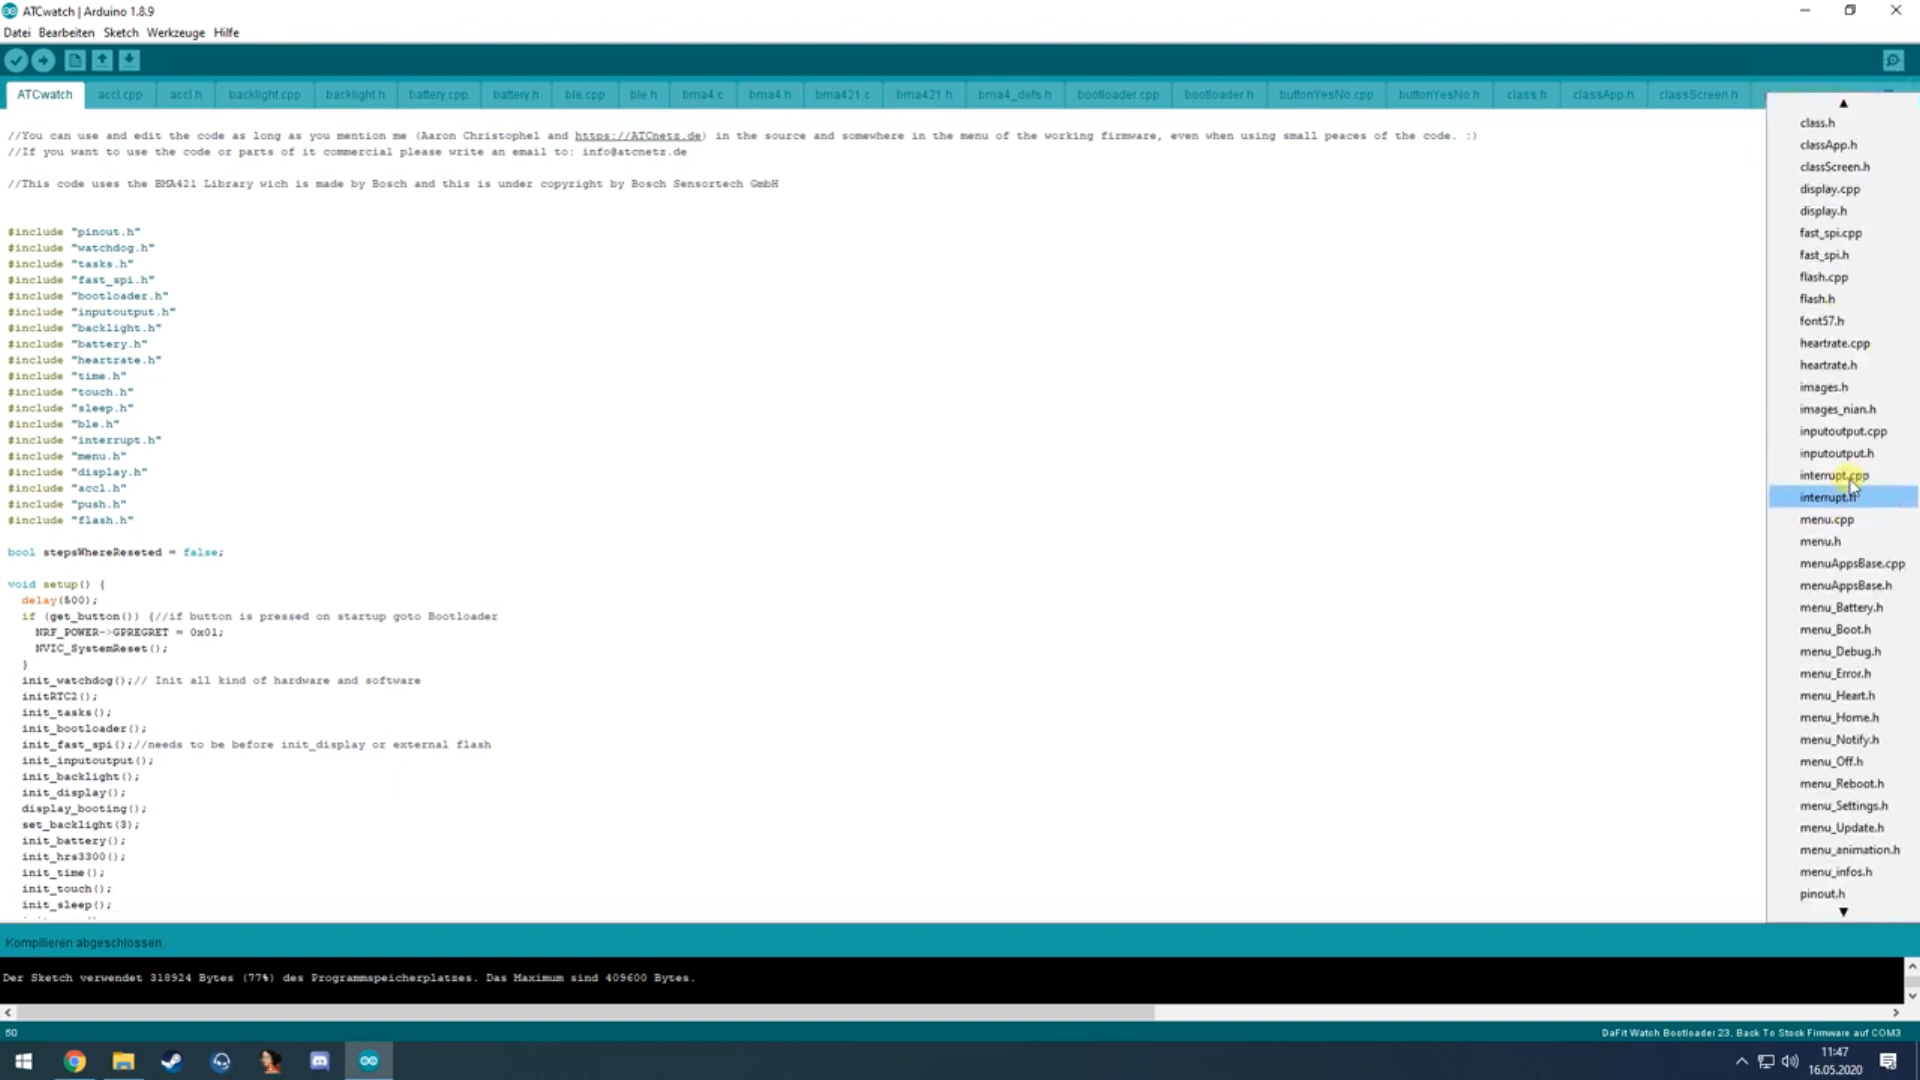 ATCwatch | Arduino 1.8.9
Datei Bearbeiten Sketch Werkzeuge Hilfe
ATCwatch accl.cpp accl.h backlight.cpp backlight.h battery.cpp battery.h ble.cpp ble.h bma4.c bma4.h bma421.c bma421.h bma4_defs.h bootloader.cpp bootloader.h buttonYesNo.cpp buttonYesNo.h class.h classApp.h classScreen.h
//You can use and edit the code as long as you mention me (Aaron Christophel and https://ATCnetz.de) in the source and somewhere in the menu of the working firmware, even when using small peaces of the code. :)
//If you want to use the code or parts of it commercial please write an email to: info@atcnetz.de
//This code uses the BMA421 Library wich is made by Bosch and this is under copyright by Bosch Sensortech GmbH
#include "pinout.h"
#include "watchdog.h"
#include "tasks.h"
#include "fast_spi.h"
#include "bootloader.h"
#include "inputoutput.h"
#include "backlight.h"
#include "battery.h"
#include "heartrate.h"
#include "time.h"
#include "touch.h"
#include "sleep.h"
#include "ble.h"
#include "interrupt.h"
#include "menu.h"
#include "display.h"
#include "accl.h"
#include "push.h"
#include "flash.h"
bool stepsWhereReseted = false;
void setup() {
delay(500);
if (get_button()) {//if button is pressed on startup goto Bootloader
NRF_POWER->GPREGRET = 0x01;
NVIC_SystemReset();
}
init_watchdog();// Init all kind of hardware and software
initRTC2();
init_tasks();
init_bootloader();
init_fast_spi();//needs to be before init_display or external flash
init_inputoutput();
init_backlight();
init_display();
display_booting();
set_backlight(3);
init_battery();
init_hrs3300();
init_time();
init_touch();
init_sleep();
class.h
classApp.h
classScreen.h
display.cpp
display.h
fast_spi.cpp
fast_spi.h
flash.cpp
flash.h
font57.h
heartrate.cpp
heartrate.h
images.h
images_nian.h
inputoutput.cpp
inputoutput.h
interrupt.cpp
interrupt.h
menu.cpp
menu.h
menuAppsBase.cpp
menuAppsBase.h
menu_Battery.h
menu_Boot.h
menu_Debug.h
menu_Error.h
menu_Heart.h
menu_Home.h
menu_Notify.h
menu_Off.h
menu_Reboot.h
menu_Settings.h
menu_Update.h
menu_animation.h
menu_infos.h
pinout.h
Kompilieren abgeschlossen.
Der Sketch verwendet 318924 Bytes (77%) des Programmspeicherplatzes. Das Maximum sind 409600 Bytes.
60 DaFit Watch Bootloader 23, Back To Stock Firmware auf COM3
11:47
16.05.2020